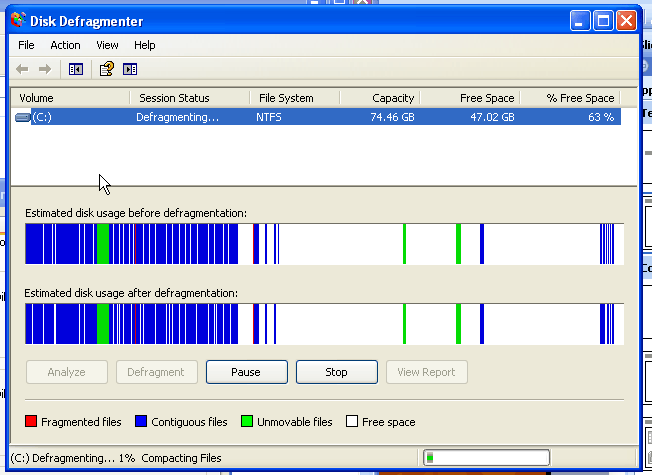 Disk Defragmenter
File Action View Help
Volume Session Status File System Capacity Free Space % Free Space
(C:) Defragmenting... NTFS 74.46 GB 47.02 GB 63 %
Estimated disk usage before defragmentation:
Estimated disk usage after defragmentation:
Analyze Defragment Pause Stop View Report
Fragmented files Contiguous files Unmovable files Free space
(C:) Defragmenting... 1% Compacting Files